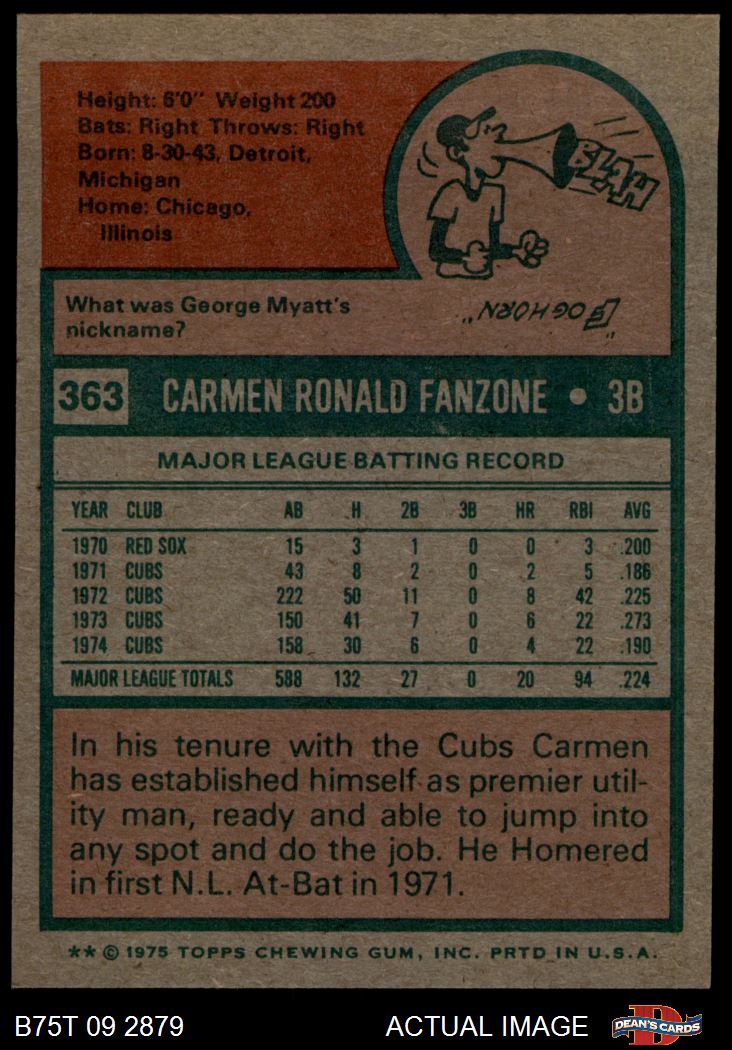 Height: 6'0" Weight 200
Bats: Right Throws: Right
Born: 8-30-43, Detroit,
Michigan
Home: Chicago,
Illinois
BLAH
What was George Myatt's
nickname?
"FOGHORN"
363 CARMEN RONALD FANZONE • 3B
MAJOR LEAGUE BATTING RECORD
YEAR CLUB AB H 2B 3B HR RBI AVG
1970 RED SOX 15 3 1 0 0 3 .200
1971 CUBS 43 8 2 0 2 5 .186
1972 CUBS 222 50 11 0 8 42 .225
1973 CUBS 150 41 7 0 6 22 .273
1974 CUBS 158 30 6 0 4 22 .190
MAJOR LEAGUE TOTALS 588 132 27 0 20 94 .224
In his tenure with the Cubs Carmen
has established himself as premier util-
ity man, ready and able to jump into
any spot and do the job. He Homered
in first N.L. At-Bat in 1971.
** © 1975 TOPPS CHEWING GUM, INC. PRTD IN U.S.A.
B75T 09 2879 ACTUAL IMAGE D DEAN'S CARDS